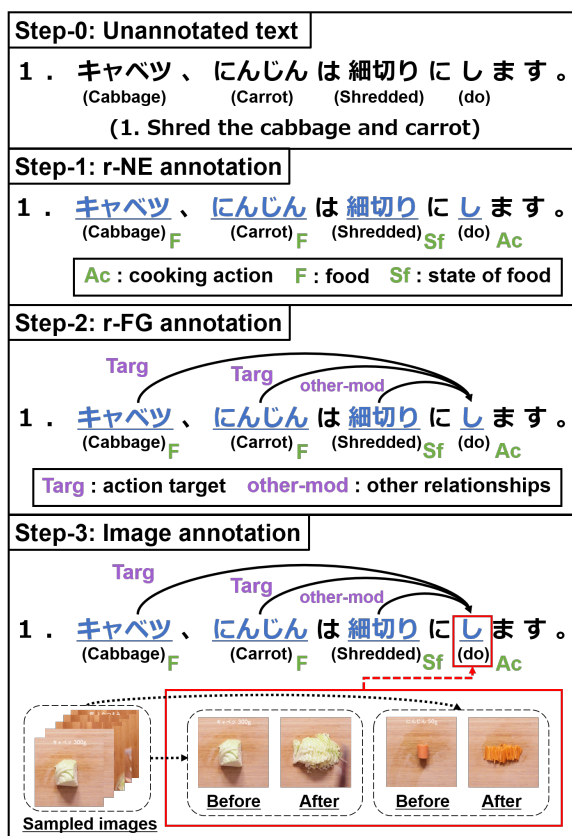 Step-0: Unannotated text
1 . キャベツ 、 にんじん は 細切り に し ま す 。
(Cabbage) (Carrot) (Shredded) (do)
(1. Shred the cabbage and carrot)
Step-1: r-NE annotation
1 . キャベツ 、 にんじん は 細切り に し ま す 。
(Cabbage) F (Carrot) F (Shredded) Sf (do) Ac
Ac : cooking action F : food Sf : state of food
Step-2: r-FG annotation
Targ Targ other-mod
1 . キャベツ 、 にんじん は 細切り に し ま す 。
(Cabbage) F (Carrot) F (Shredded) Sf (do) Ac
Targ : action target other-mod : other relationships
Step-3: Image annotation
Targ Targ other-mod
1 . キャベツ 、 にんじん は 細切り に し ま す 。
(Cabbage) F (Carrot) F (Shredded) Sf (do) Ac
Before After Before After
Sampled images